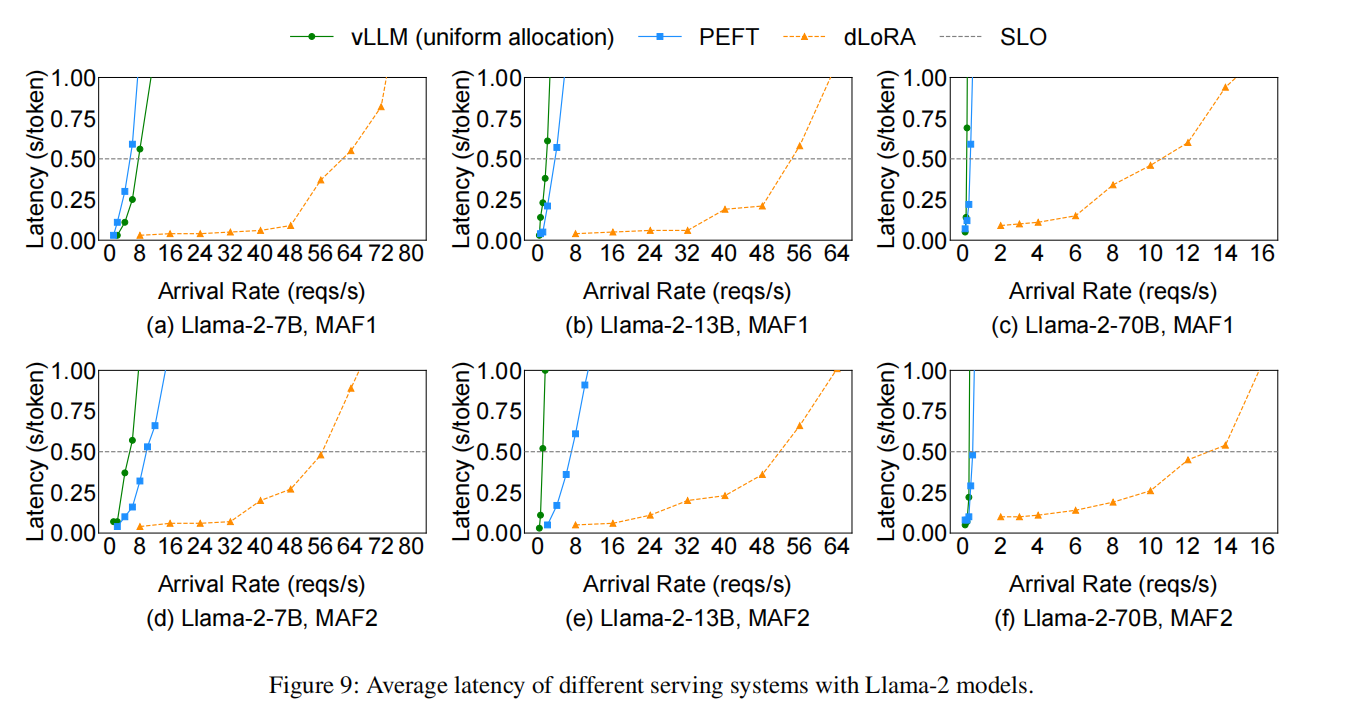 vLLM (uniform allocation) PEFT dLoRA SLO
1.00 0.75 0.50 0.25 0.00
Latency (s/token)
0 8 16 24 32 40 48 56 64 72 80
Arrival Rate (reqs/s)
(a) Llama-2-7B, MAF1
1.00 0.75 0.50 0.25 0.00
Latency (s/token)
0 8 16 24 32 40 48 56 64
Arrival Rate (reqs/s)
(b) Llama-2-13B, MAF1
1.00 0.75 0.50 0.25 0.00
Latency (s/token)
0 2 4 6 8 10 12 14 16
Arrival Rate (reqs/s)
(c) Llama-2-70B, MAF1
1.00 0.75 0.50 0.25 0.00
Latency (s/token)
0 8 16 24 32 40 48 56 64 72 80
Arrival Rate (reqs/s)
(d) Llama-2-7B, MAF2
1.00 0.75 0.50 0.25 0.00
Latency (s/token)
0 8 16 24 32 40 48 56 64
Arrival Rate (reqs/s)
(e) Llama-2-13B, MAF2
1.00 0.75 0.50 0.25 0.00
Latency (s/token)
0 2 4 6 8 10 12 14 16
Arrival Rate (reqs/s)
(f) Llama-2-70B, MAF2
Figure 9: Average latency of different serving systems with Llama-2 models.